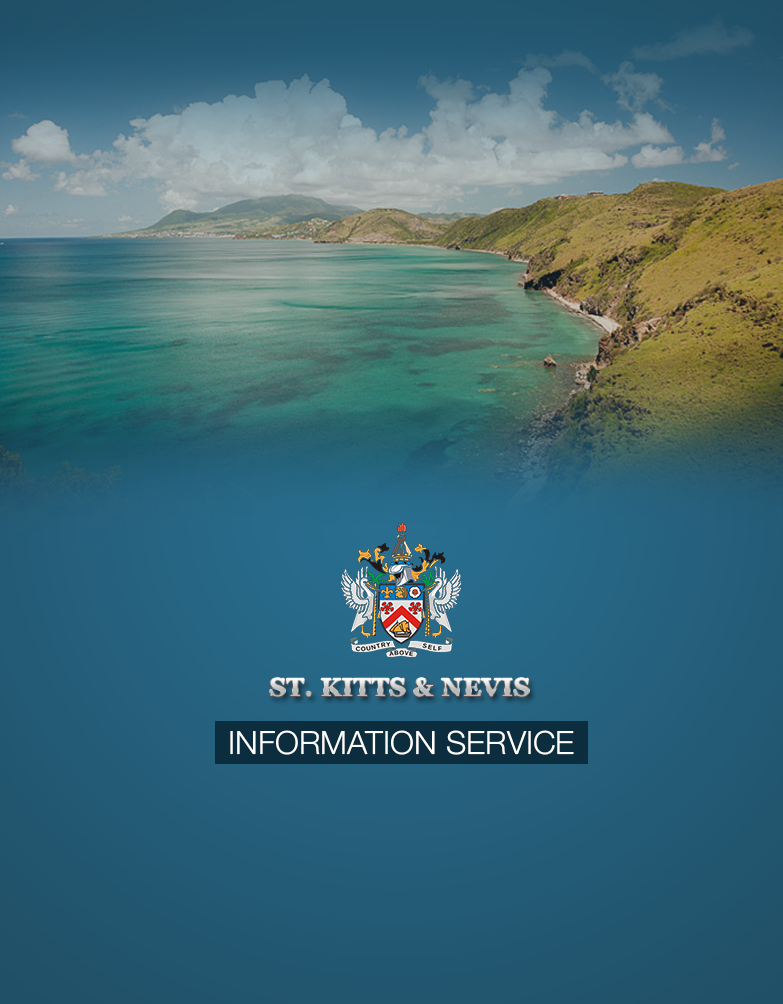 COUNTRY ABOVE SELF
ST. KITTS & NEVIS
INFORMATION SERVICE